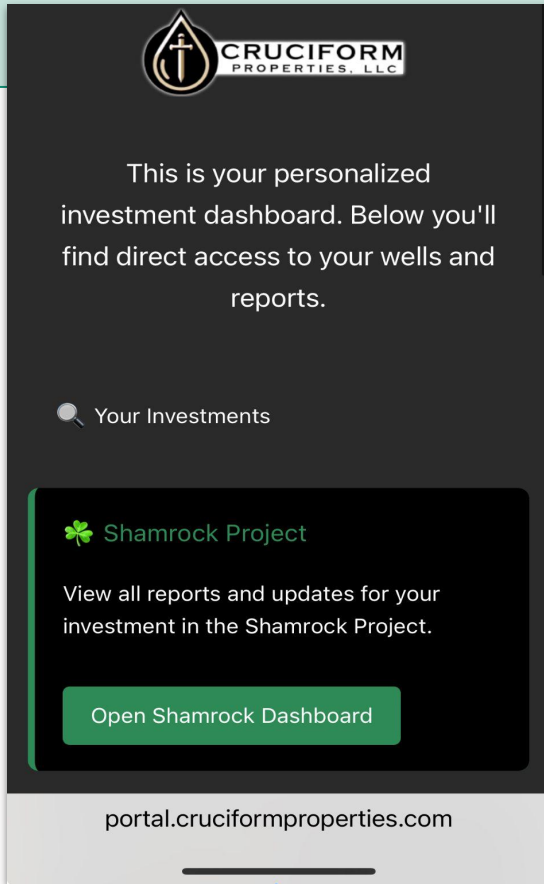 CRUCIFORM
PROPERTIES, LLC
This is your personalized
investment dashboard. Below you'll
find direct access to your wells and
reports.
Your Investments
Shamrock Project
View all reports and updates for your
investment in the Shamrock Project.
Open Shamrock Dashboard
portal.cruciformproperties.com